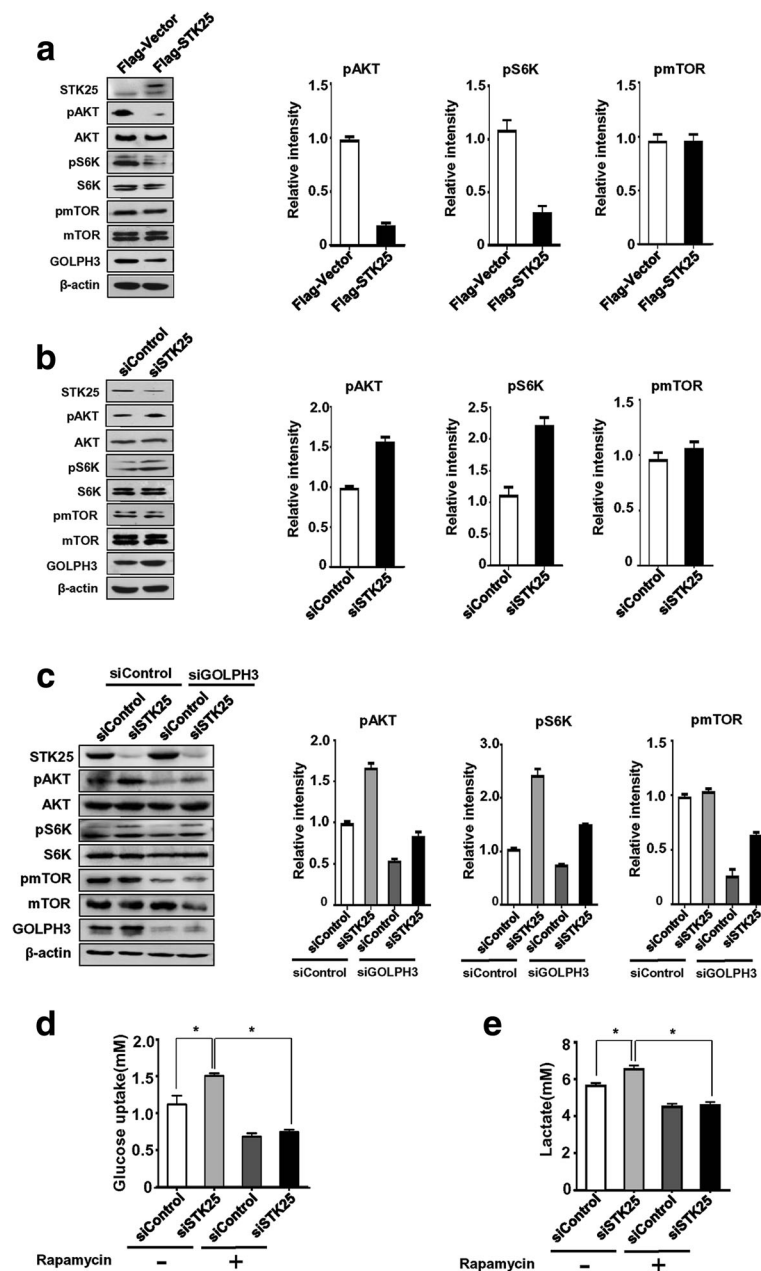 a
Flag-Vector
Flag-STK25
STK25
pAKT
AKT
pS6K
S6K
pmTOR
mTOR
GOLPH3
β-actin
pAKT
Relative intensity
1.5
1.0
0.5
0
Flag-Vector
Flag-STK25
pS6K
Relative intensity
1.5
1.0
0.5
0
Flag-Vector
Flag-STK25
pmTOR
Relative intensity
1.5
1.0
0.5
0
Flag-Vector
Flag-STK25
b
siControl
siSTK25
STK25
pAKT
AKT
pS6K
S6K
pmTOR
mTOR
GOLPH3
β-actin
pAKT
Relative intensity
2.0
1.5
1.0
0.5
0
siControl
siSTK25
pS6K
Relative intensity
2.5
2.0
1.5
1.0
0.5
0
siControl
siSTK25
pmTOR
Relative intensity
1.5
1.0
0.5
0
siControl
siSTK25
c
siControl siGOLPH3
siControl
siSTK25
siControl
siSTK25
STK25
pAKT
AKT
pS6K
S6K
pmTOR
mTOR
GOLPH3
β-actin
pAKT
Relative intensity
2.0
1.5
1.0
0.5
0
siControl
siSTK25
siControl
siSTK25
siControl siGOLPH3
pS6K
Relative intensity
3.0
2.0
1.0
0
siControl
siSTK25
siControl
siSTK25
siControl siGOLPH3
pmTOR
Relative intensity
1.5
1.0
0.5
0
siControl
siSTK25
siControl
siSTK25
siControl siGOLPH3
d
Glucose uptake(mM)
2.0
1.5
1.0
0.5
0
* *
siControl
siSTK25
siControl
siSTK25
Rapamycin - +
e
Lactate(mM)
8
6
4
2
0
* *
siControl
siSTK25
siControl
siSTK25
Rapamycin - +